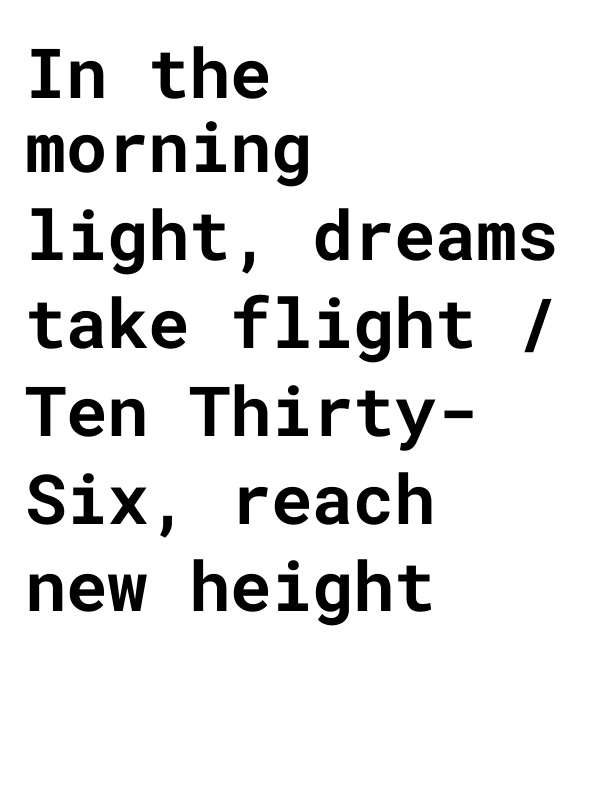 In the
morning
light, dreams
take flight /
Ten Thirty-
Six, reach
new height